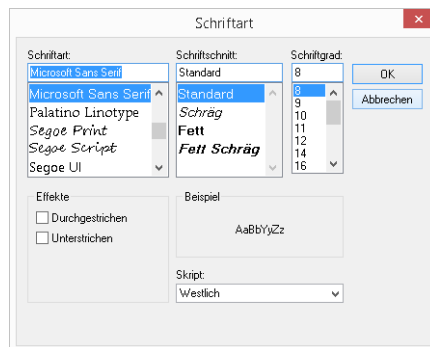 Schriftart
Schriftart:
Microsoft Sans Serif
Microsoft Sans Serif
Palatino Linotype
Segoe Print
Segoe Script
Segoe UI
Schriftschnitt:
Standard
Standard
Schräg
Fett
Fett Schräg
Schriftgrad:
8
8
9
10
11
12
14
16
OK
Abbrechen
Effekte
Durchgestrichen
Unterstrichen
Beispiel
AaBbYyZz
Skript:
Westlich